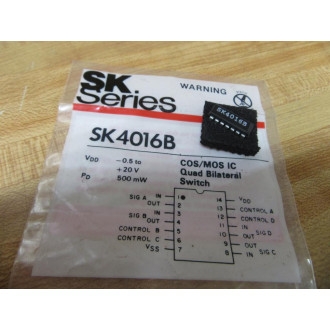 SK
Series
WARNING
SK4016B
SK4016B
VDD -0.5 to
+20V
PD 500 mW
COS/MOS IC
Quad Bilateral
Switch
SIG A IN 1 14 VDD
OUT 2 13 CONTROL A
SIG B OUT 3 12 CONTROL D
IN 4 11 IN SIG D
CONTROL B 5 10 OUT
CONTROL C 6 9 OUT SIG C
VSS 7 8 IN